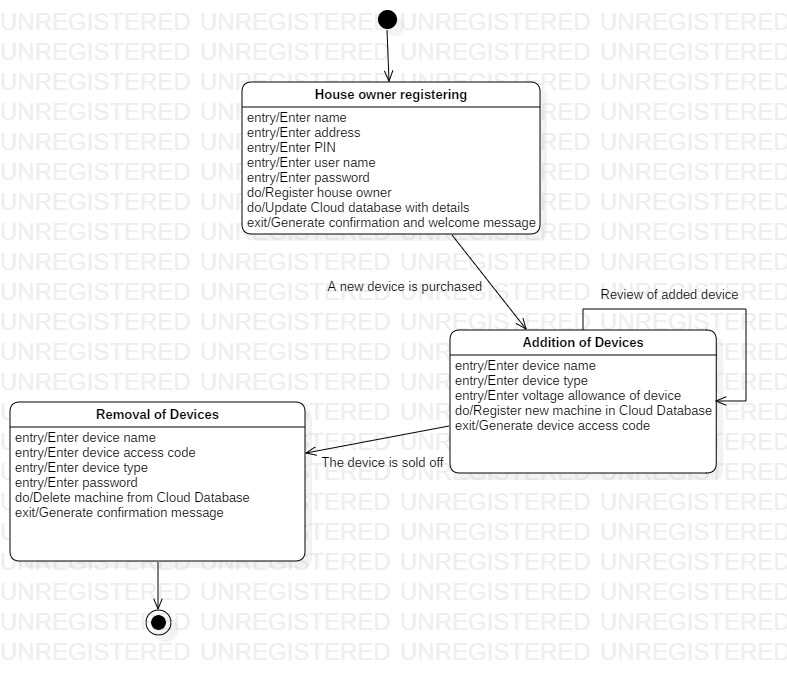 UNREGISTERED UNREGISTERED UNREGISTERED UNREGISTERED
House owner registering
entry/Enter name
entry/Enter address
entry/Enter PIN
entry/Enter user name
entry/Enter password
do/Register house owner
do/Update Cloud database with details
exit/Generate confirmation and welcome message
A new device is purchased
Review of added device
Addition of Devices
entry/Enter device name
entry/Enter device type
entry/Enter voltage allowance of device
do/Register new machine in Cloud Database
exit/Generate device access code
Removal of Devices
entry/Enter device name
entry/Enter device access code
entry/Enter device type
entry/Enter password
do/Delete machine from Cloud Database
exit/Generate confirmation message
The device is sold off